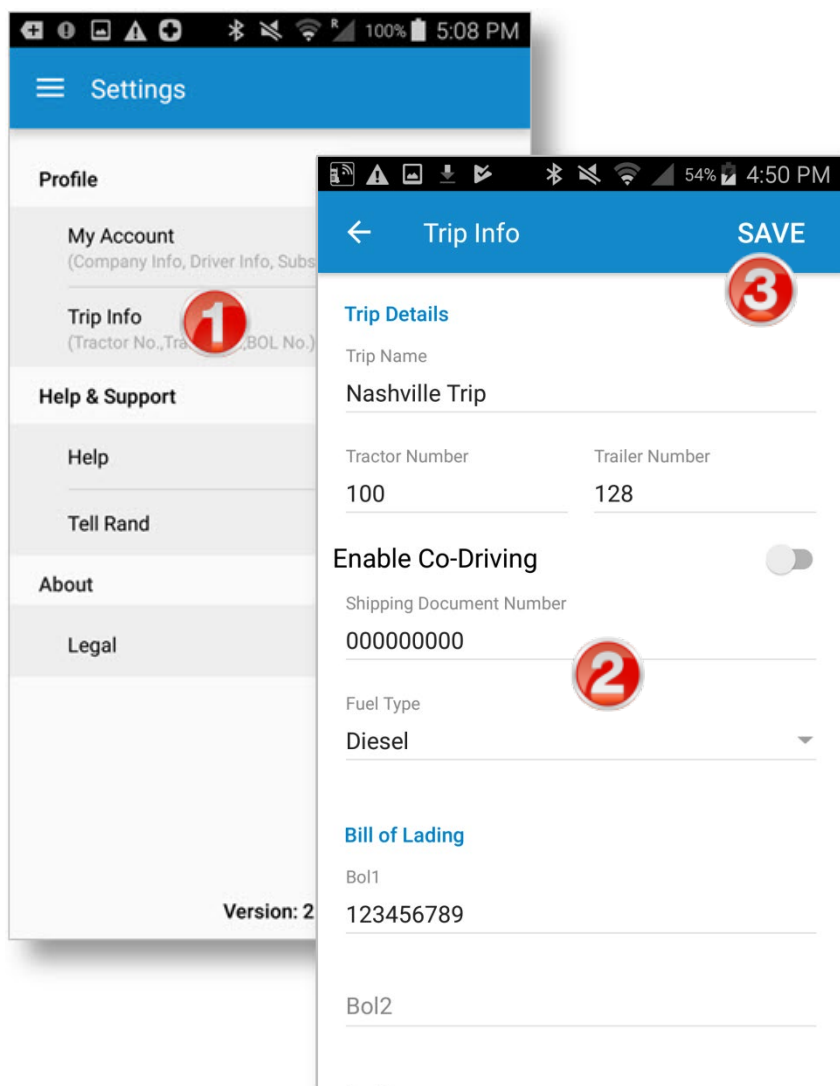 100% 5:08 PM
Settings
Profile
My Account
(Company Info, Driver Info, Subs
Trip Info
(Tractor No.,Tra ,BOL No.)
1
Help & Support
Help
Tell Rand
About
Legal
Version: 2
54% 4:50 PM
Trip Info SAVE
3
Trip Details
Trip Name
Nashville Trip
Tractor Number Trailer Number
100 128
Enable Co-Driving
Shipping Document Number
000000000
2
Fuel Type
Diesel
Bill of Lading
Bol1
123456789
Bol2